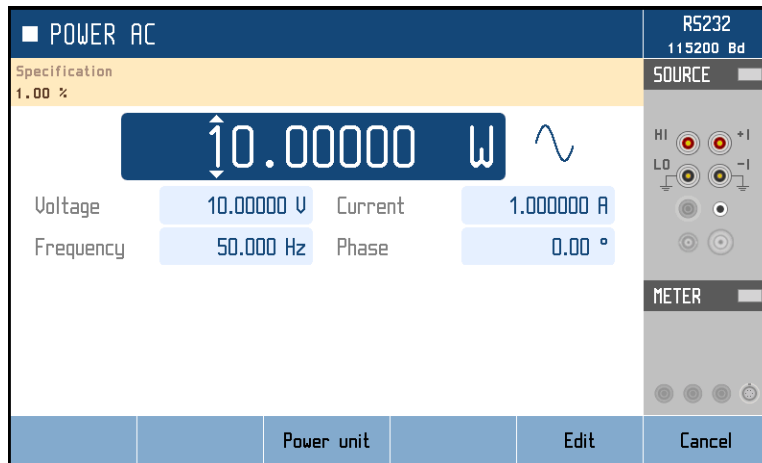 ■ POWER AC
RS232
115200 Bd
Specification
1.00 %
SOURCE
10.00000 W
HI +I
LO -I
Voltage 10.00000 V Current 1.000000 A
Frequency 50.000 Hz Phase 0.00 °
METER
Power unit Edit Cancel